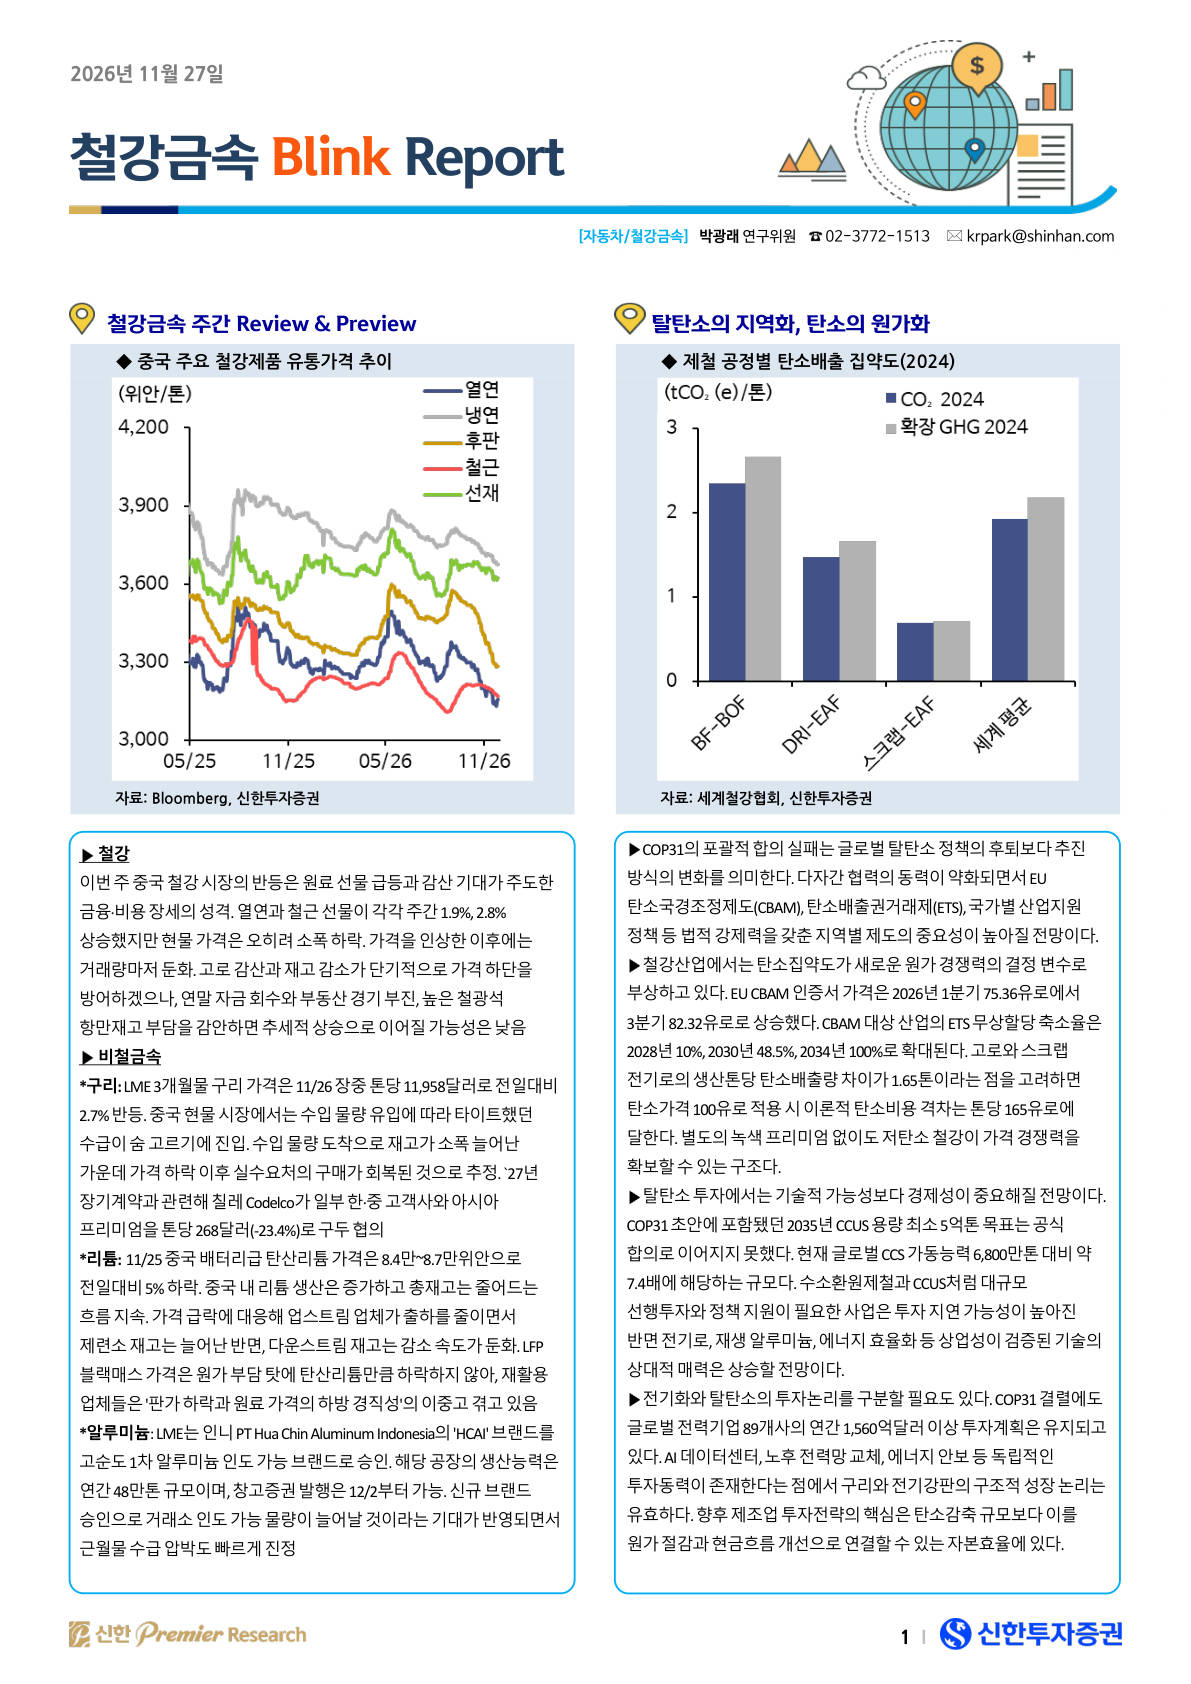 2026년 11월 27일
철강금속 Blink Report
$
[자동차/철강금속] 박광래 연구위원 ☎ 02-3772-1513 ✉ krpark@shinhan.com
철강금속 주간 Review & Preview
◆ 중국 주요 철강제품 유통가격 추이
(위안/톤)
열연
냉연
후판
철근
선재
4,200
3,900
3,600
3,300
3,000
05/25 11/25 05/26 11/26
자료: Bloomberg, 신한투자증권
▶ 철강
이번 주 중국 철강 시장의 반등은 원료 선물 급등과 감산 기대가 주도한
금융·비용 장세의 성격. 열연과 철근 선물이 각각 주간 1.9%, 2.8%
상승했지만 현물 가격은 오히려 소폭 하락. 가격을 인상한 이후에는
거래량마저 둔화. 고로 감산과 재고 감소가 단기적으로 가격 하단을
방어하겠으나, 연말 자금 회수와 부동산 경기 부진, 높은 철광석
항만재고 부담을 감안하면 추세적 상승으로 이어질 가능성은 낮음
▶ 비철금속
*구리: LME 3개월물 구리 가격은 11/26 장중 톤당 11,958달러로 전일대비
2.7% 반등. 중국 현물 시장에서는 수입 물량 유입에 따라 타이트했던
수급이 숨 고르기에 진입. 수입 물량 도착으로 재고가 소폭 늘어난
가운데 가격 하락 이후 실수요처의 구매가 회복된 것으로 추정. `27년
장기계약과 관련해 칠레 Codelco가 일부 한·중 고객사와 아시아
프리미엄을 톤당 268달러(-23.4%)로 구두 협의
*리튬: 11/25 중국 배터리급 탄산리튬 가격은 8.4만~8.7만위안으로
전일대비 5% 하락. 중국 내 리튬 생산은 증가하고 총재고는 줄어드는
흐름 지속. 가격 급락에 대응해 업스트림 업체가 출하를 줄이면서
제련소 재고는 늘어난 반면, 다운스트림 재고는 감소 속도가 둔화. LFP
블랙매스 가격은 원가 부담 탓에 탄산리튬만큼 하락하지 않아, 재활용
업체들은 '판가 하락과 원료 가격의 하방 경직성'의 이중고 겪고 있음
*알루미늄: LME는 인니 PT Hua Chin Aluminum Indonesia의 'HCAI' 브랜드를
고순도 1차 알루미늄 인도 가능 브랜드로 승인. 해당 공장의 생산능력은
연간 48만톤 규모이며, 창고증권 발행은 12/2부터 가능. 신규 브랜드
승인으로 거래소 인도 가능 물량이 늘어날 것이라는 기대가 반영되면서
근월물 수급 압박도 빠르게 진정
탈탄소의 지역화, 탄소의 원가화
◆ 제철 공정별 탄소배출 집약도(2024)
(tCO₂ (e)/톤)
CO₂ 2024
확장 GHG 2024
3
2
1
0
BF-BOF DRI-EAF 스크랩-EAF 세계 평균
자료: 세계철강협회, 신한투자증권
▶COP31의 포괄적 합의 실패는 글로벌 탈탄소 정책의 후퇴보다 추진
방식의 변화를 의미한다. 다자간 협력의 동력이 약화되면서 EU
탄소국경조정제도(CBAM), 탄소배출권거래제(ETS), 국가별 산업지원
정책 등 법적 강제력을 갖춘 지역별 제도의 중요성이 높아질 전망이다.
▶철강산업에서는 탄소집약도가 새로운 원가 경쟁력의 결정 변수로
부상하고 있다. EU CBAM 인증서 가격은 2026년 1분기 75.36유로에서
3분기 82.32유로로 상승했다. CBAM 대상 산업의 ETS 무상할당 축소율은
2028년 10%, 2030년 48.5%, 2034년 100%로 확대된다. 고로와 스크랩
전기로의 생산톤당 탄소배출량 차이가 1.65톤이라는 점을 고려하면
탄소가격 100유로 적용 시 이론적 탄소비용 격차는 톤당 165유로에
달한다. 별도의 녹색 프리미엄 없이도 저탄소 철강이 가격 경쟁력을
확보할 수 있는 구조다.
▶탈탄소 투자에서는 기술적 가능성보다 경제성이 중요해질 전망이다.
COP31 초안에 포함됐던 2035년 CCUS 용량 최소 5억톤 목표는 공식
합의로 이어지지 못했다. 현재 글로벌 CCS 가동능력 6,800만톤 대비 약
7.4배에 해당하는 규모다. 수소환원제철과 CCUS처럼 대규모
선행투자와 정책 지원이 필요한 사업은 투자 지연 가능성이 높아진
반면 전기로, 재생 알루미늄, 에너지 효율화 등 상업성이 검증된 기술의
상대적 매력은 상승할 전망이다.
▶전기화와 탈탄소의 투자논리를 구분할 필요도 있다. COP31 결렬에도
글로벌 전력기업 89개사의 연간 1,560억달러 이상 투자계획은 유지되고
있다. AI 데이터센터, 노후 전력망 교체, 에너지 안보 등 독립적인
투자동력이 존재한다는 점에서 구리와 전기강판의 구조적 성장 논리는
유효하다. 향후 제조업 투자전략의 핵심은 탄소감축 규모보다 이를
원가 절감과 현금흐름 개선으로 연결할 수 있는 자본효율에 있다.
신한 Premier Research
1 | 신한투자증권